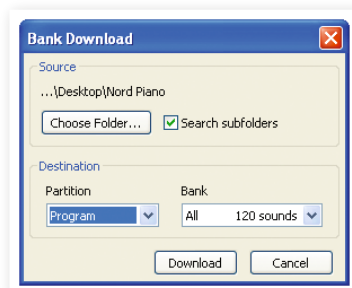 Bank Download
Source
...\Desktop\Nord Piano
Choose Folder... Search subfolders
Destination
Partition Bank
Program All 120 sounds
Download Cancel